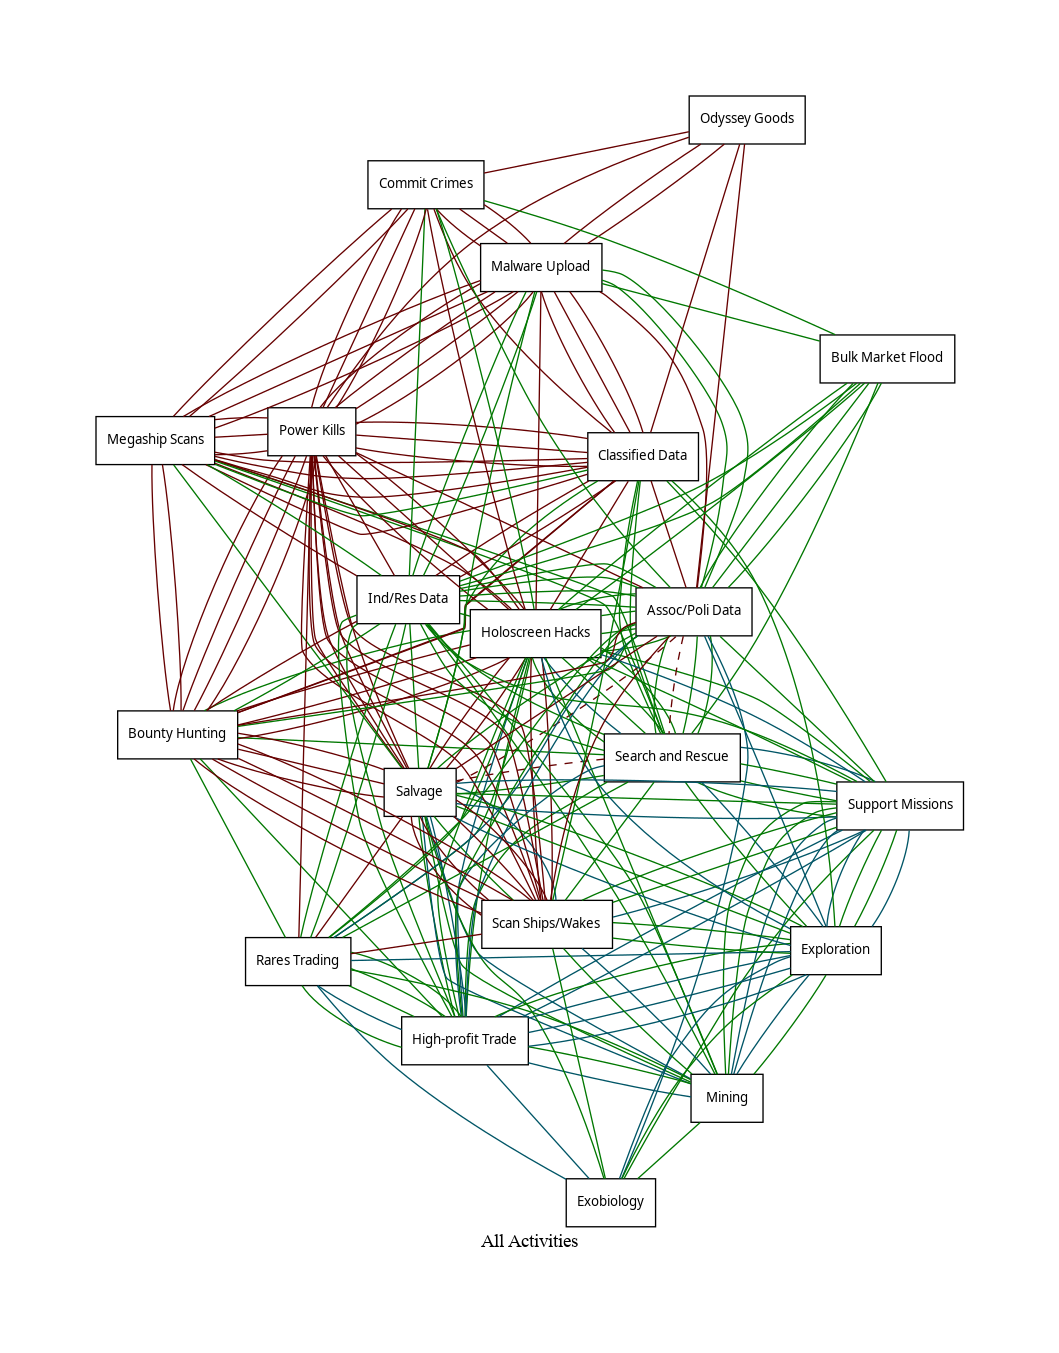 Odyssey Goods
Commit Crimes
Malware Upload
Bulk Market Flood
Megaship Scans
Power Kills
Classified Data
Ind/Res Data
Assoc/Poli Data
Holoscreen Hacks
Bounty Hunting
Search and Rescue
Salvage
Support Missions
Scan Ships/Wakes
Exploration
Rares Trading
High-profit Trade
Mining
Exobiology
All Activities